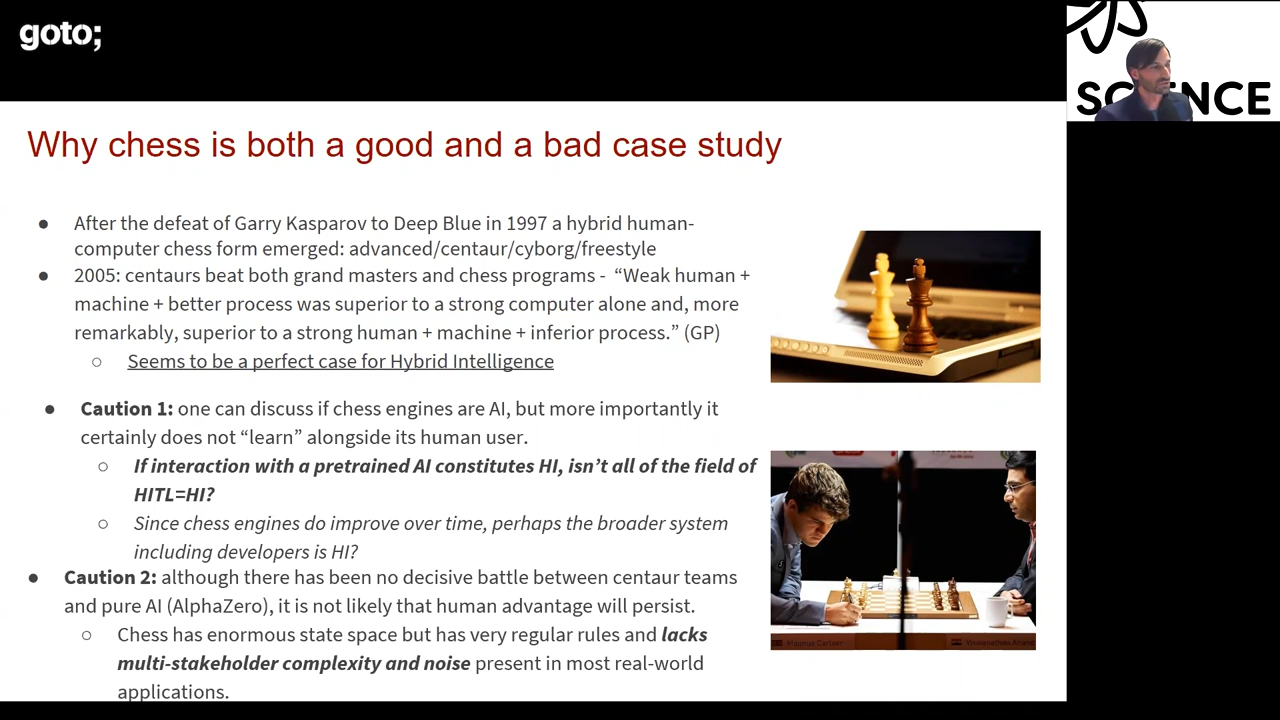 goto;
SC ENCE
Why chess is both a good and a bad case study
● After the defeat of Garry Kasparov to Deep Blue in 1997 a hybrid human-
computer chess form emerged: advanced/centaur/cyborg/freestyle
● 2005: centaurs beat both grand masters and chess programs - “Weak human +
machine + better process was superior to a strong computer alone and, more
remarkably, superior to a strong human + machine + inferior process.” (GP)
○ Seems to be a perfect case for Hybrid Intelligence
● Caution 1: one can discuss if chess engines are AI, but more importantly it
certainly does not “learn” alongside its human user.
○ If interaction with a pretrained AI constitutes HI, isn’t all of the field of
HITL=HI?
○ Since chess engines do improve over time, perhaps the broader system
including developers is HI?
● Caution 2: although there has been no decisive battle between centaur teams
and pure AI (AlphaZero), it is not likely that human advantage will persist.
○ Chess has enormous state space but has very regular rules and lacks
multi-stakeholder complexity and noise present in most real-world
applications.